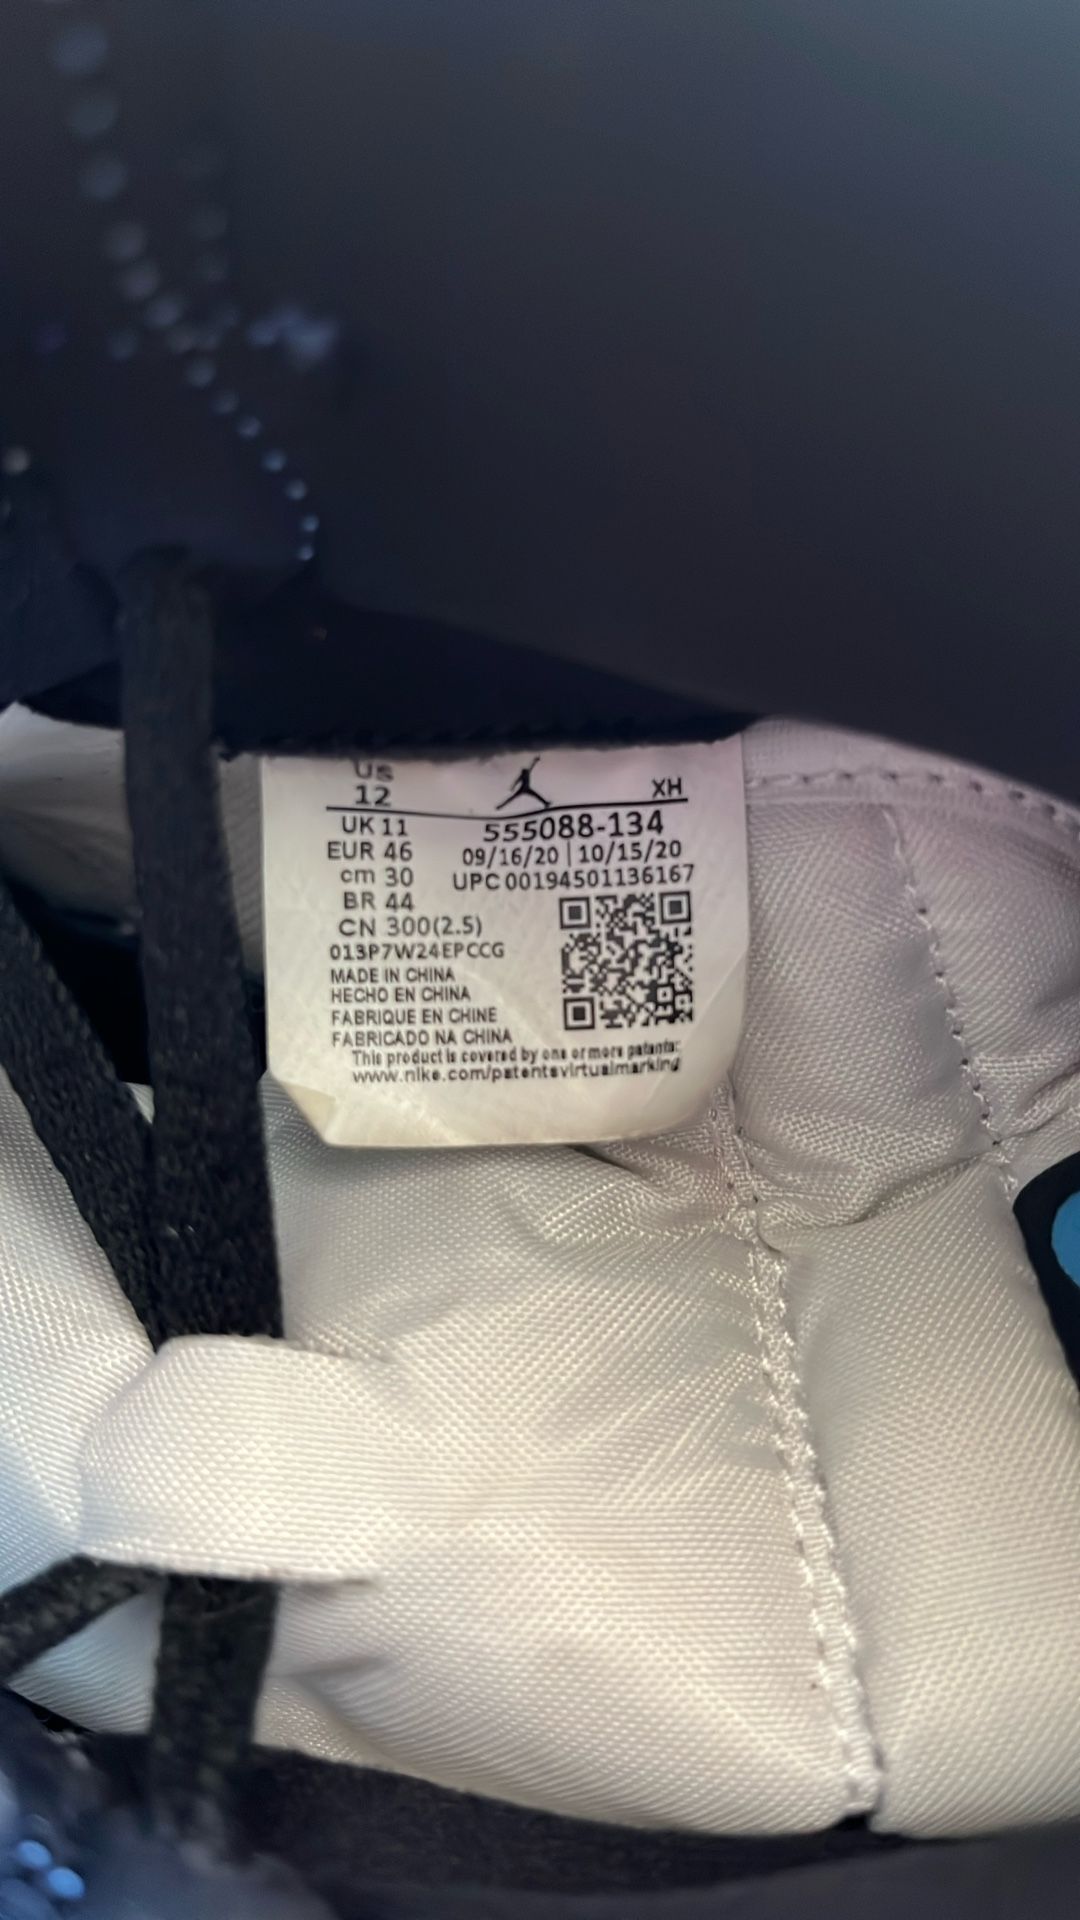 US
12
XH
UK 11
EUR 46
cm 30
BR 44
CN 300(2.5)
555088-134
09/16/20 | 10/15/20
UPC 00194501136167
013P7W24EPCCG
MADE IN CHINA
HECHO EN CHINA
FABRIQUE EN CHINE
FABRICADO NA CHINA
This product is covered by one or more patents:
www.nike.com/patentsvirtualmarking